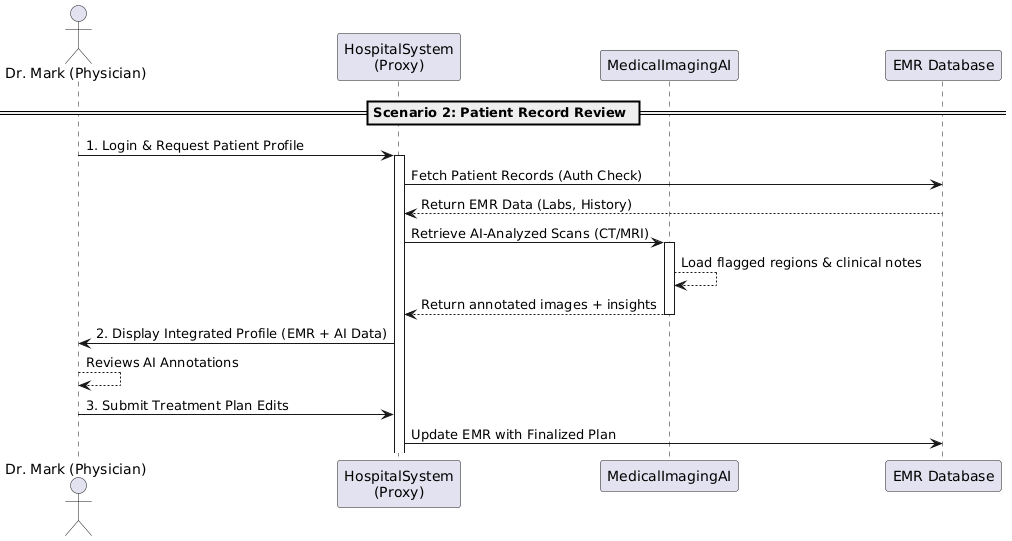 Dr. Mark (Physician)
HospitalSystem
(Proxy)
MedicalImagingAI
EMR Database
Scenario 2: Patient Record Review
1. Login & Request Patient Profile
Fetch Patient Records (Auth Check)
Return EMR Data (Labs, History)
Retrieve AI-Analyzed Scans (CT/MRI)
Load flagged regions & clinical notes
Return annotated images + insights
2. Display Integrated Profile (EMR + AI Data)
Reviews AI Annotations
3. Submit Treatment Plan Edits
Update EMR with Finalized Plan
Dr. Mark (Physician)
HospitalSystem
(Proxy)
MedicalImagingAI
EMR Database